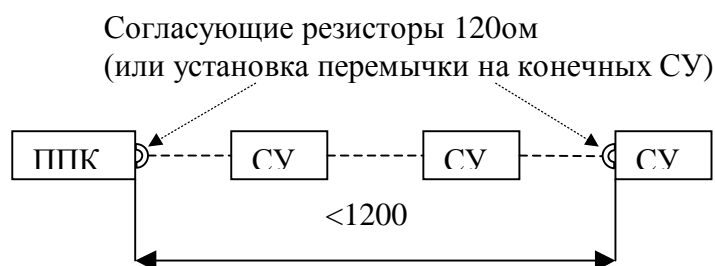 Согласующие резисторы 120ом
(или установка перемычки на конечных СУ)
ППК СУ СУ СУ
<1200